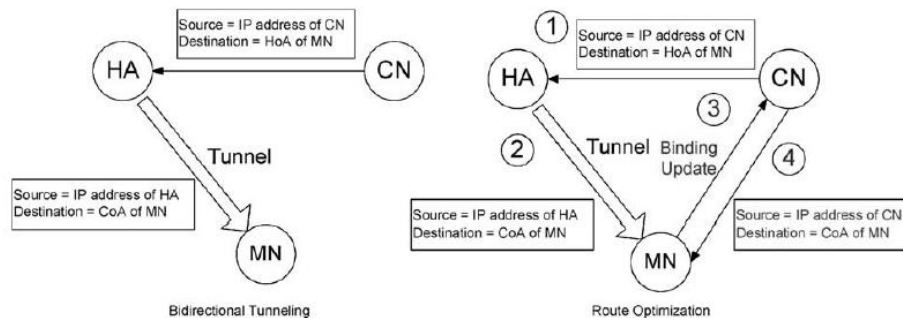 Source = IP address of CN
Destination = HoA of MN
HA
CN
Tunnel
Source = IP address of HA
Destination = CoA of MN
MN
Bidirectional Tunneling
1
Source = IP address of CN
Destination = HoA of MN
HA
CN
3
2
Tunnel
Binding
Update
4
Source = IP address of HA
Destination = CoA of MN
Source = IP address of CN
Destination = CoA of MN
MN
Route Optimization